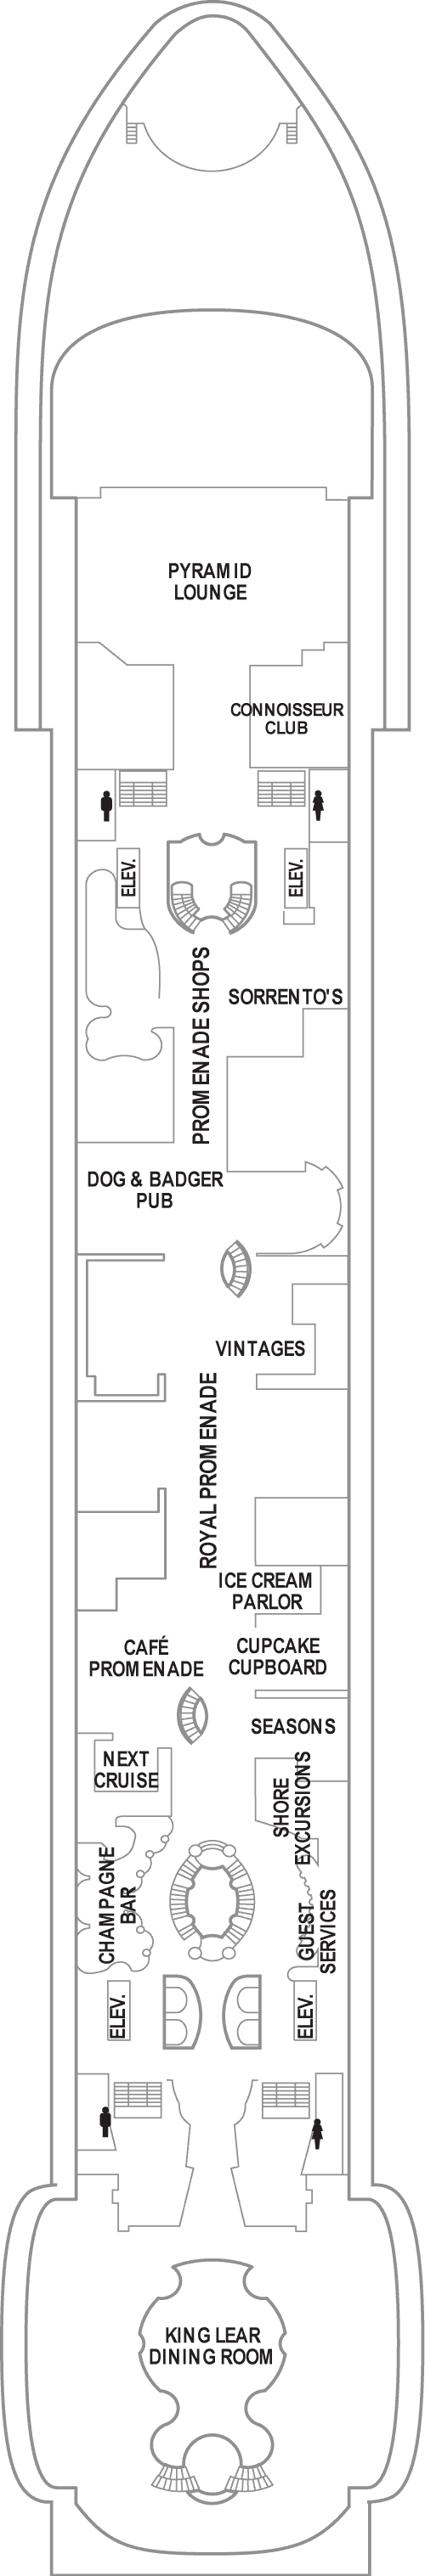 PYRAMID
LOUNGE
CONNOISSEUR
CLUB
ELEV.
ELEV.
PROMENADE SHOPS
SORRENTO'S
DOG & BADGER
PUB
VINTAGES
ROYAL PROMENADE
ICE CREAM
PARLOR
CAFÉ
PROMENADE
CUPCAKE
CUPBOARD
SEASONS
NEXT
CRUISE
SHORE
EXCURSIONS
CHAMPAGNE
BAR
GUEST
SERVICES
ELEV.
ELEV.
KING LEAR
DINING ROOM